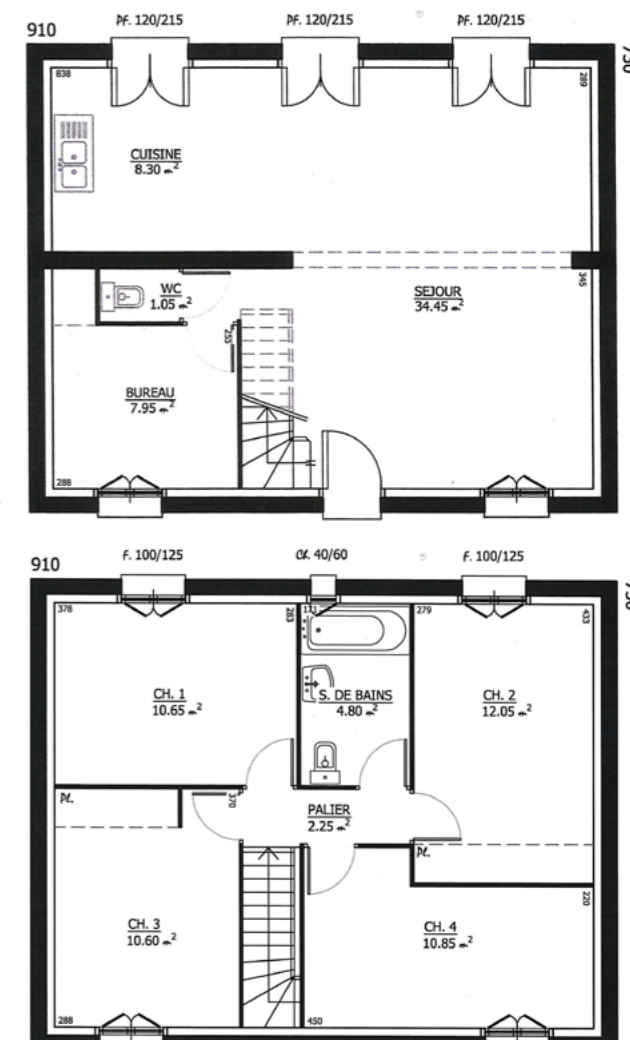 Pf. 120/215 Pf. 120/215 Pf. 120/215
910
730
838 289
CUISINE
8.30 m²
WC
1.05 m²
SEJOUR
34.45 m²
345
255
BUREAU
7.95 m²
288
F. 100/125 Ch. 40/60 F. 100/125
910
730
378 283 171 279 433
CH. 1
10.65 m²
S. DE BAINS
4.80 m²
CH. 2
12.05 m²
PL.
370
PALIER
2.25 m²
PL.
220
CH. 3
10.60 m²
CH. 4
10.85 m²
288 450